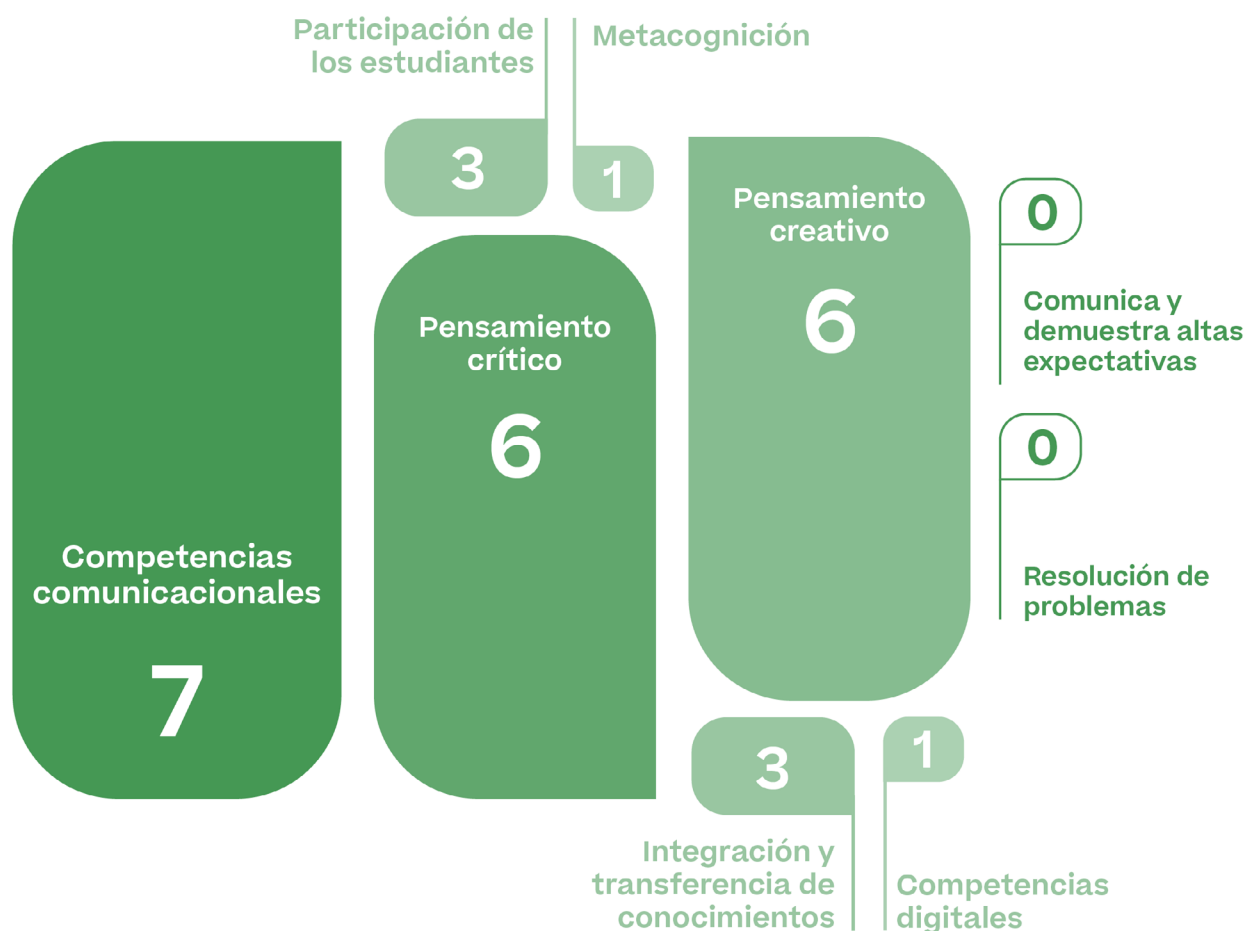 Participación de
los estudiantes
3
Metacognición
1
Competencias
comunicacionales
7
Pensamiento
crítico
6
Pensamiento
creativo
6
0
Comunica y
demuestra altas
expectativas
0
Resolución de
problemas
3
Integración y
transferencia de
conocimientos
1
Competencias
digitales